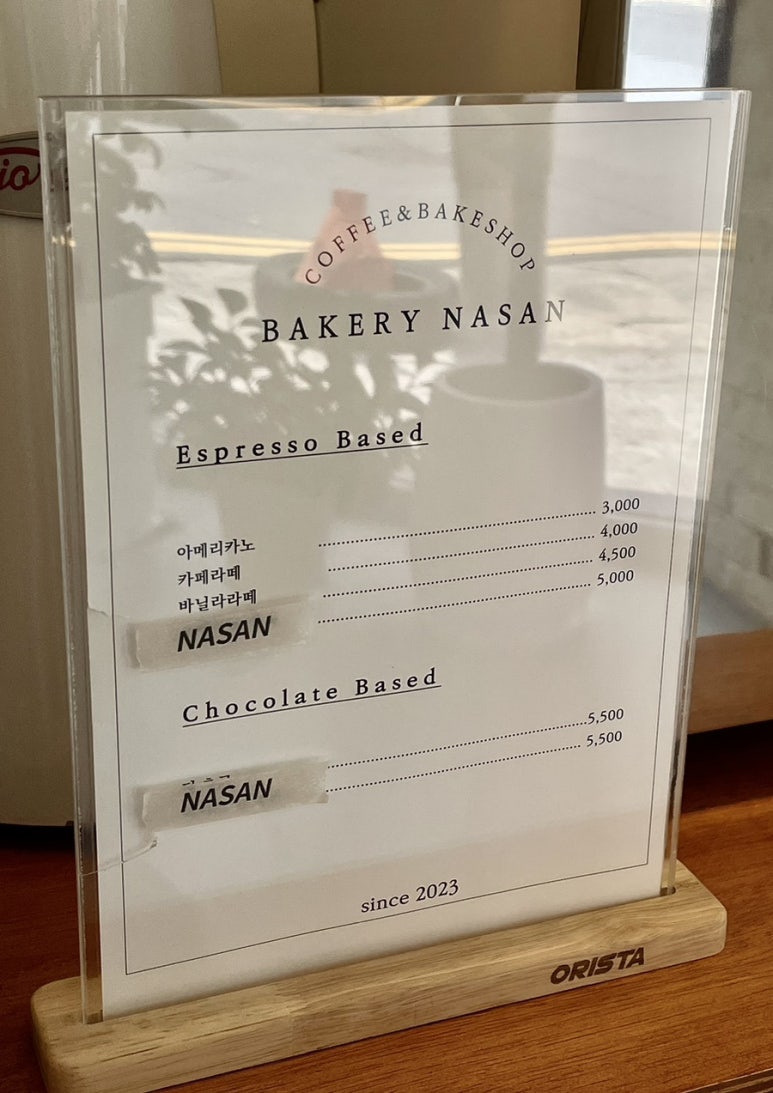 COFFEE&BAKESHOP
BAKERY NASAN
Espresso Based
아메리카노 3,000
카페라떼 4,000
바닐라라떼 4,500
NASAN 5,000
Chocolate Based
5,500
NASAN 5,500
since 2023
ORISTA